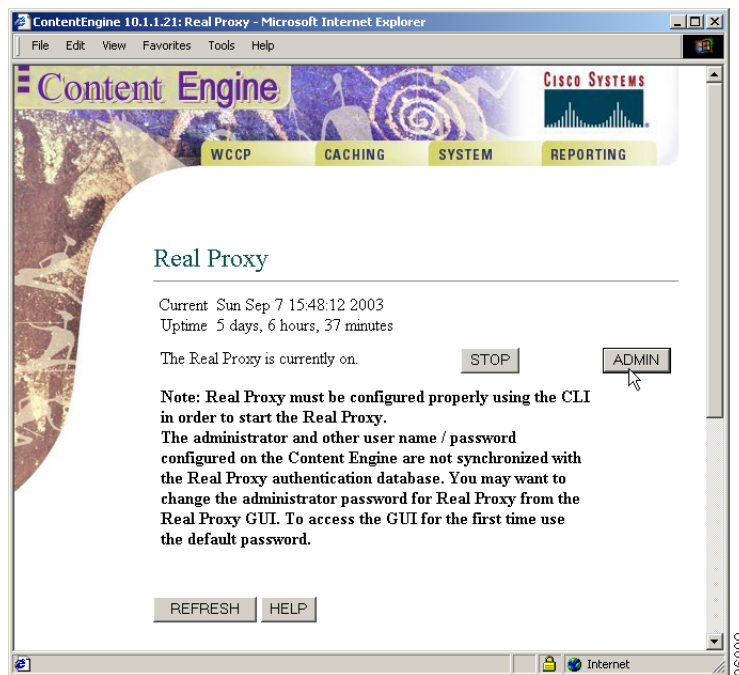 ContentEngine 10.1.1.21: Real Proxy - Microsoft Internet Explorer
File Edit View Favorites Tools Help
Content Engine
CISCO SYSTEMS
WCCP CACHING SYSTEM REPORTING
Real Proxy
Current Sun Sep 7 15:48:12 2003
Uptime 5 days, 6 hours, 37 minutes
The Real Proxy is currently on. STOP ADMIN
Note: Real Proxy must be configured properly using the CLI
in order to start the Real Proxy.
The administrator and other user name / password
configured on the Content Engine are not synchronized with
the Real Proxy authentication database. You may want to
change the administrator password for Real Proxy from the
Real Proxy GUI. To access the GUI for the first time use
the default password.
REFRESH HELP
Internet